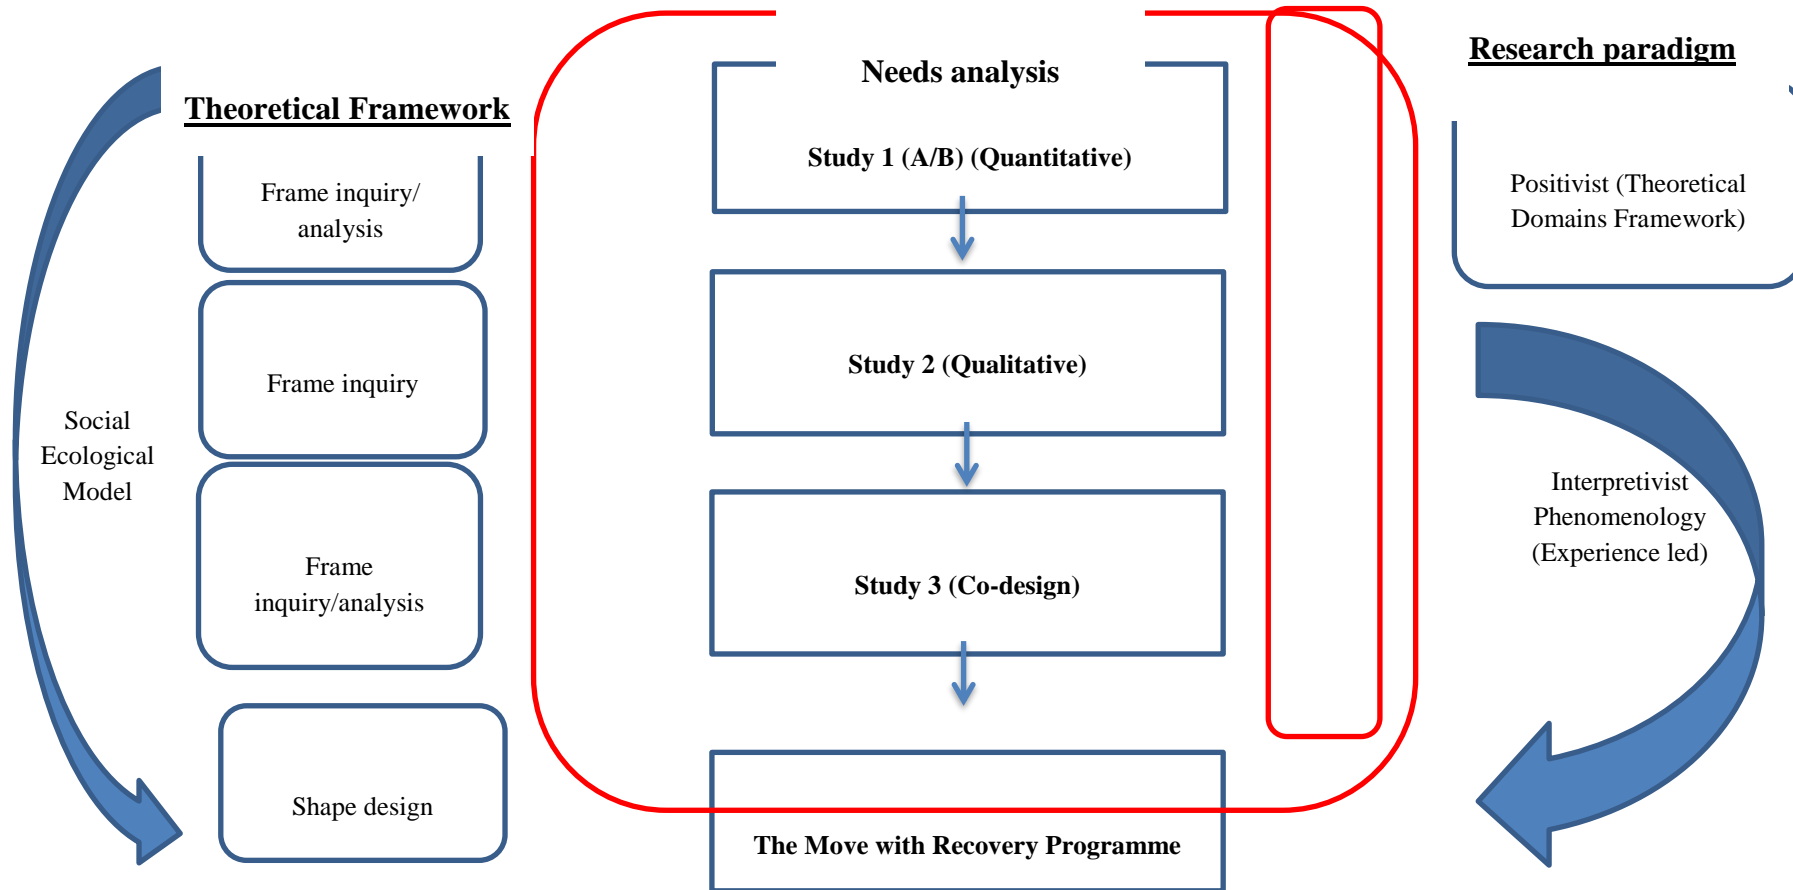 Theoretical Framework
Frame inquiry/
analysis
Frame inquiry
Frame
inquiry/analysis
Shape design
Social
Ecological
Model
Needs analysis
Study 1 (A/B) (Quantitative)
Study 2 (Qualitative)
Study 3 (Co-design)
The Move with Recovery Programme
Research paradigm
Positivist (Theoretical
Domains Framework)
Interpretivist
Phenomenology
(Experience led)